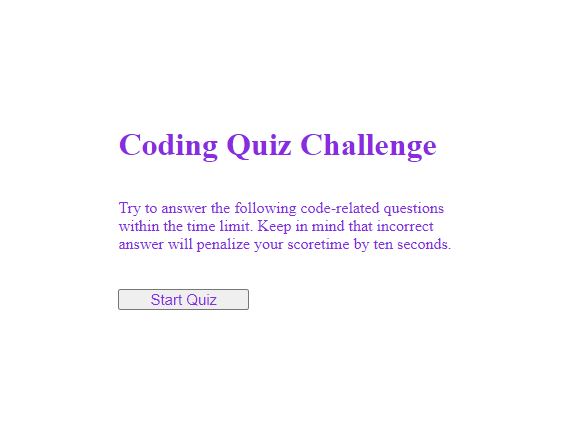 Coding Quiz Challenge
Try to answer the following code-related questions
within the time limit. Keep in mind that incorrect
answer will penalize your scoretime by ten seconds.
Start Quiz